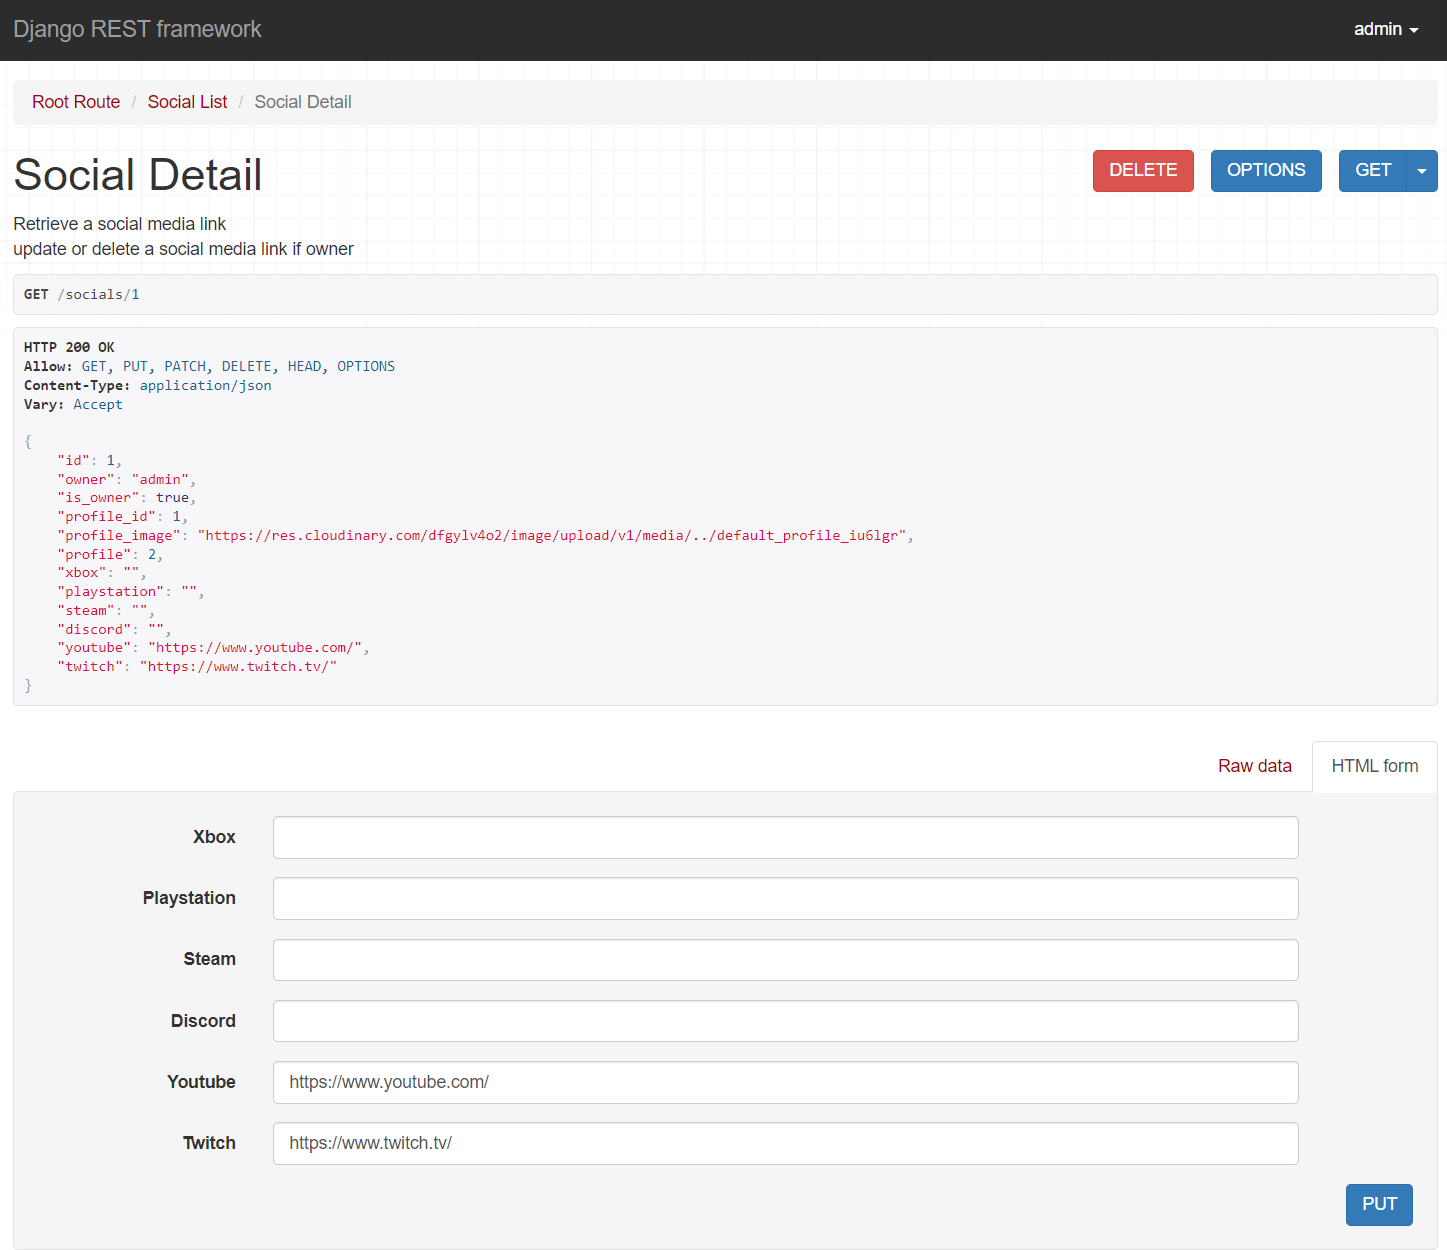 Django REST framework
admin
Root Route / Social List / Social Detail
Social Detail
DELETE
OPTIONS
GET
Retrieve a social media link
update or delete a social media link if owner
GET /socials/1
HTTP 200 OK
Allow: GET, PUT, PATCH, DELETE, HEAD, OPTIONS
Content-Type: application/json
Vary: Accept
{
    "id": 1,
    "owner": "admin",
    "is_owner": true,
    "profile_id": 1,
    "profile_image": "https://res.cloudinary.com/dfgylv4o2/image/upload/v1/media/../default_profile_iu6lgr",
    "profile": 2,
    "xbox": "",
    "playstation": "",
    "steam": "",
    "discord": "",
    "youtube": "https://www.youtube.com/",
    "twitch": "https://www.twitch.tv/"
}
Raw data
HTML form
Xbox
Playstation
Steam
Discord
Youtube https://www.youtube.com/
Twitch https://www.twitch.tv/
PUT